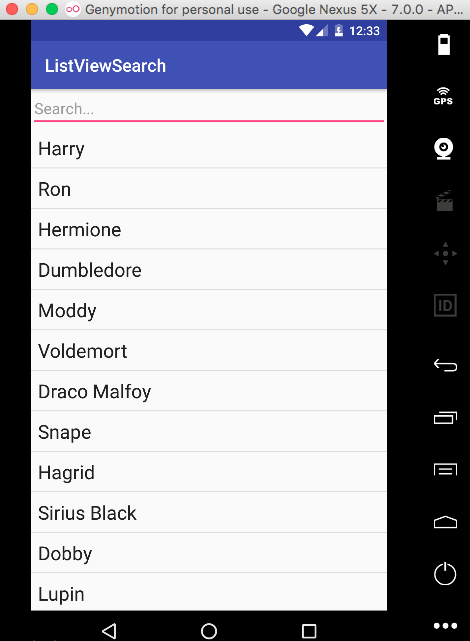 Genymotion for personal use - Google Nexus 5X - 7.0.0 - AP...
12:33
GPS
ListViewSearch
Search...
Harry
Ron
Hermione
Dumbledore
Moddy
Voldemort
ID
Draco Malfoy
Snape
Hagrid
Sirius Black
Dobby
Lupin